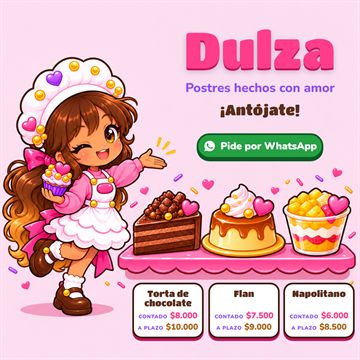 Dulza
Postres hechos con amor
¡Antójate!
Pide por WhatsApp
Torta de
chocolate
CONTADO $8.000
A PLAZO $10.000
Flan
CONTADO $7.500
A PLAZO $9.000
Napolitano
CONTADO $6.000
A PLAZO $8.500